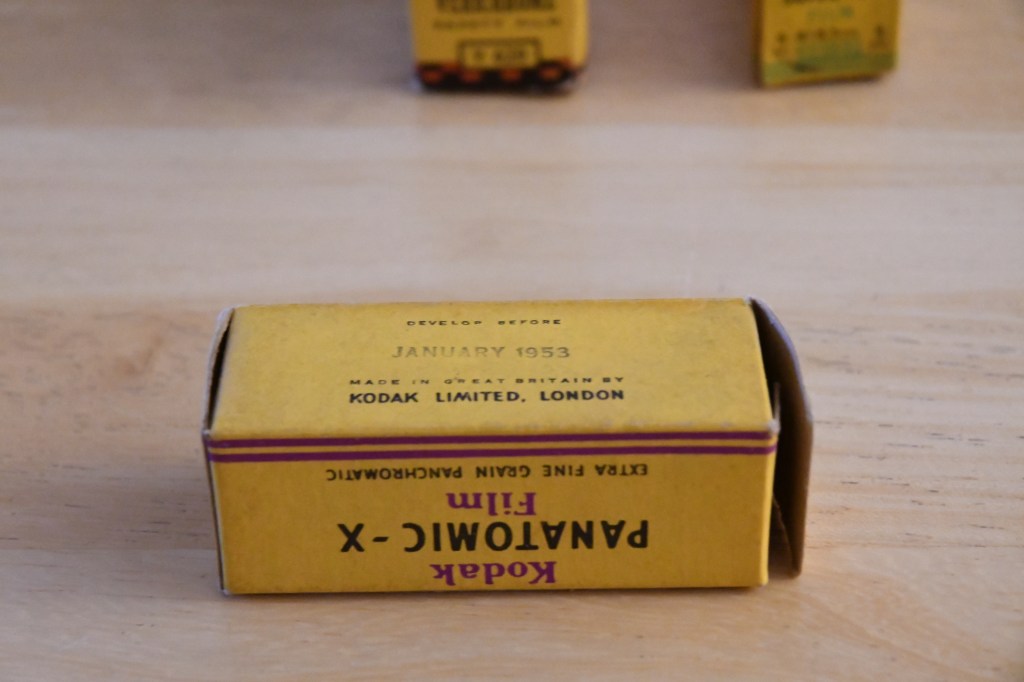 DEVELOP BEFORE
JANUARY 1953
MADE IN GREAT BRITAIN BY
KODAK LIMITED, LONDON
Kodak
PANATOMIC-X
Film
EXTRA FINE GRAIN PANCHROMATIC